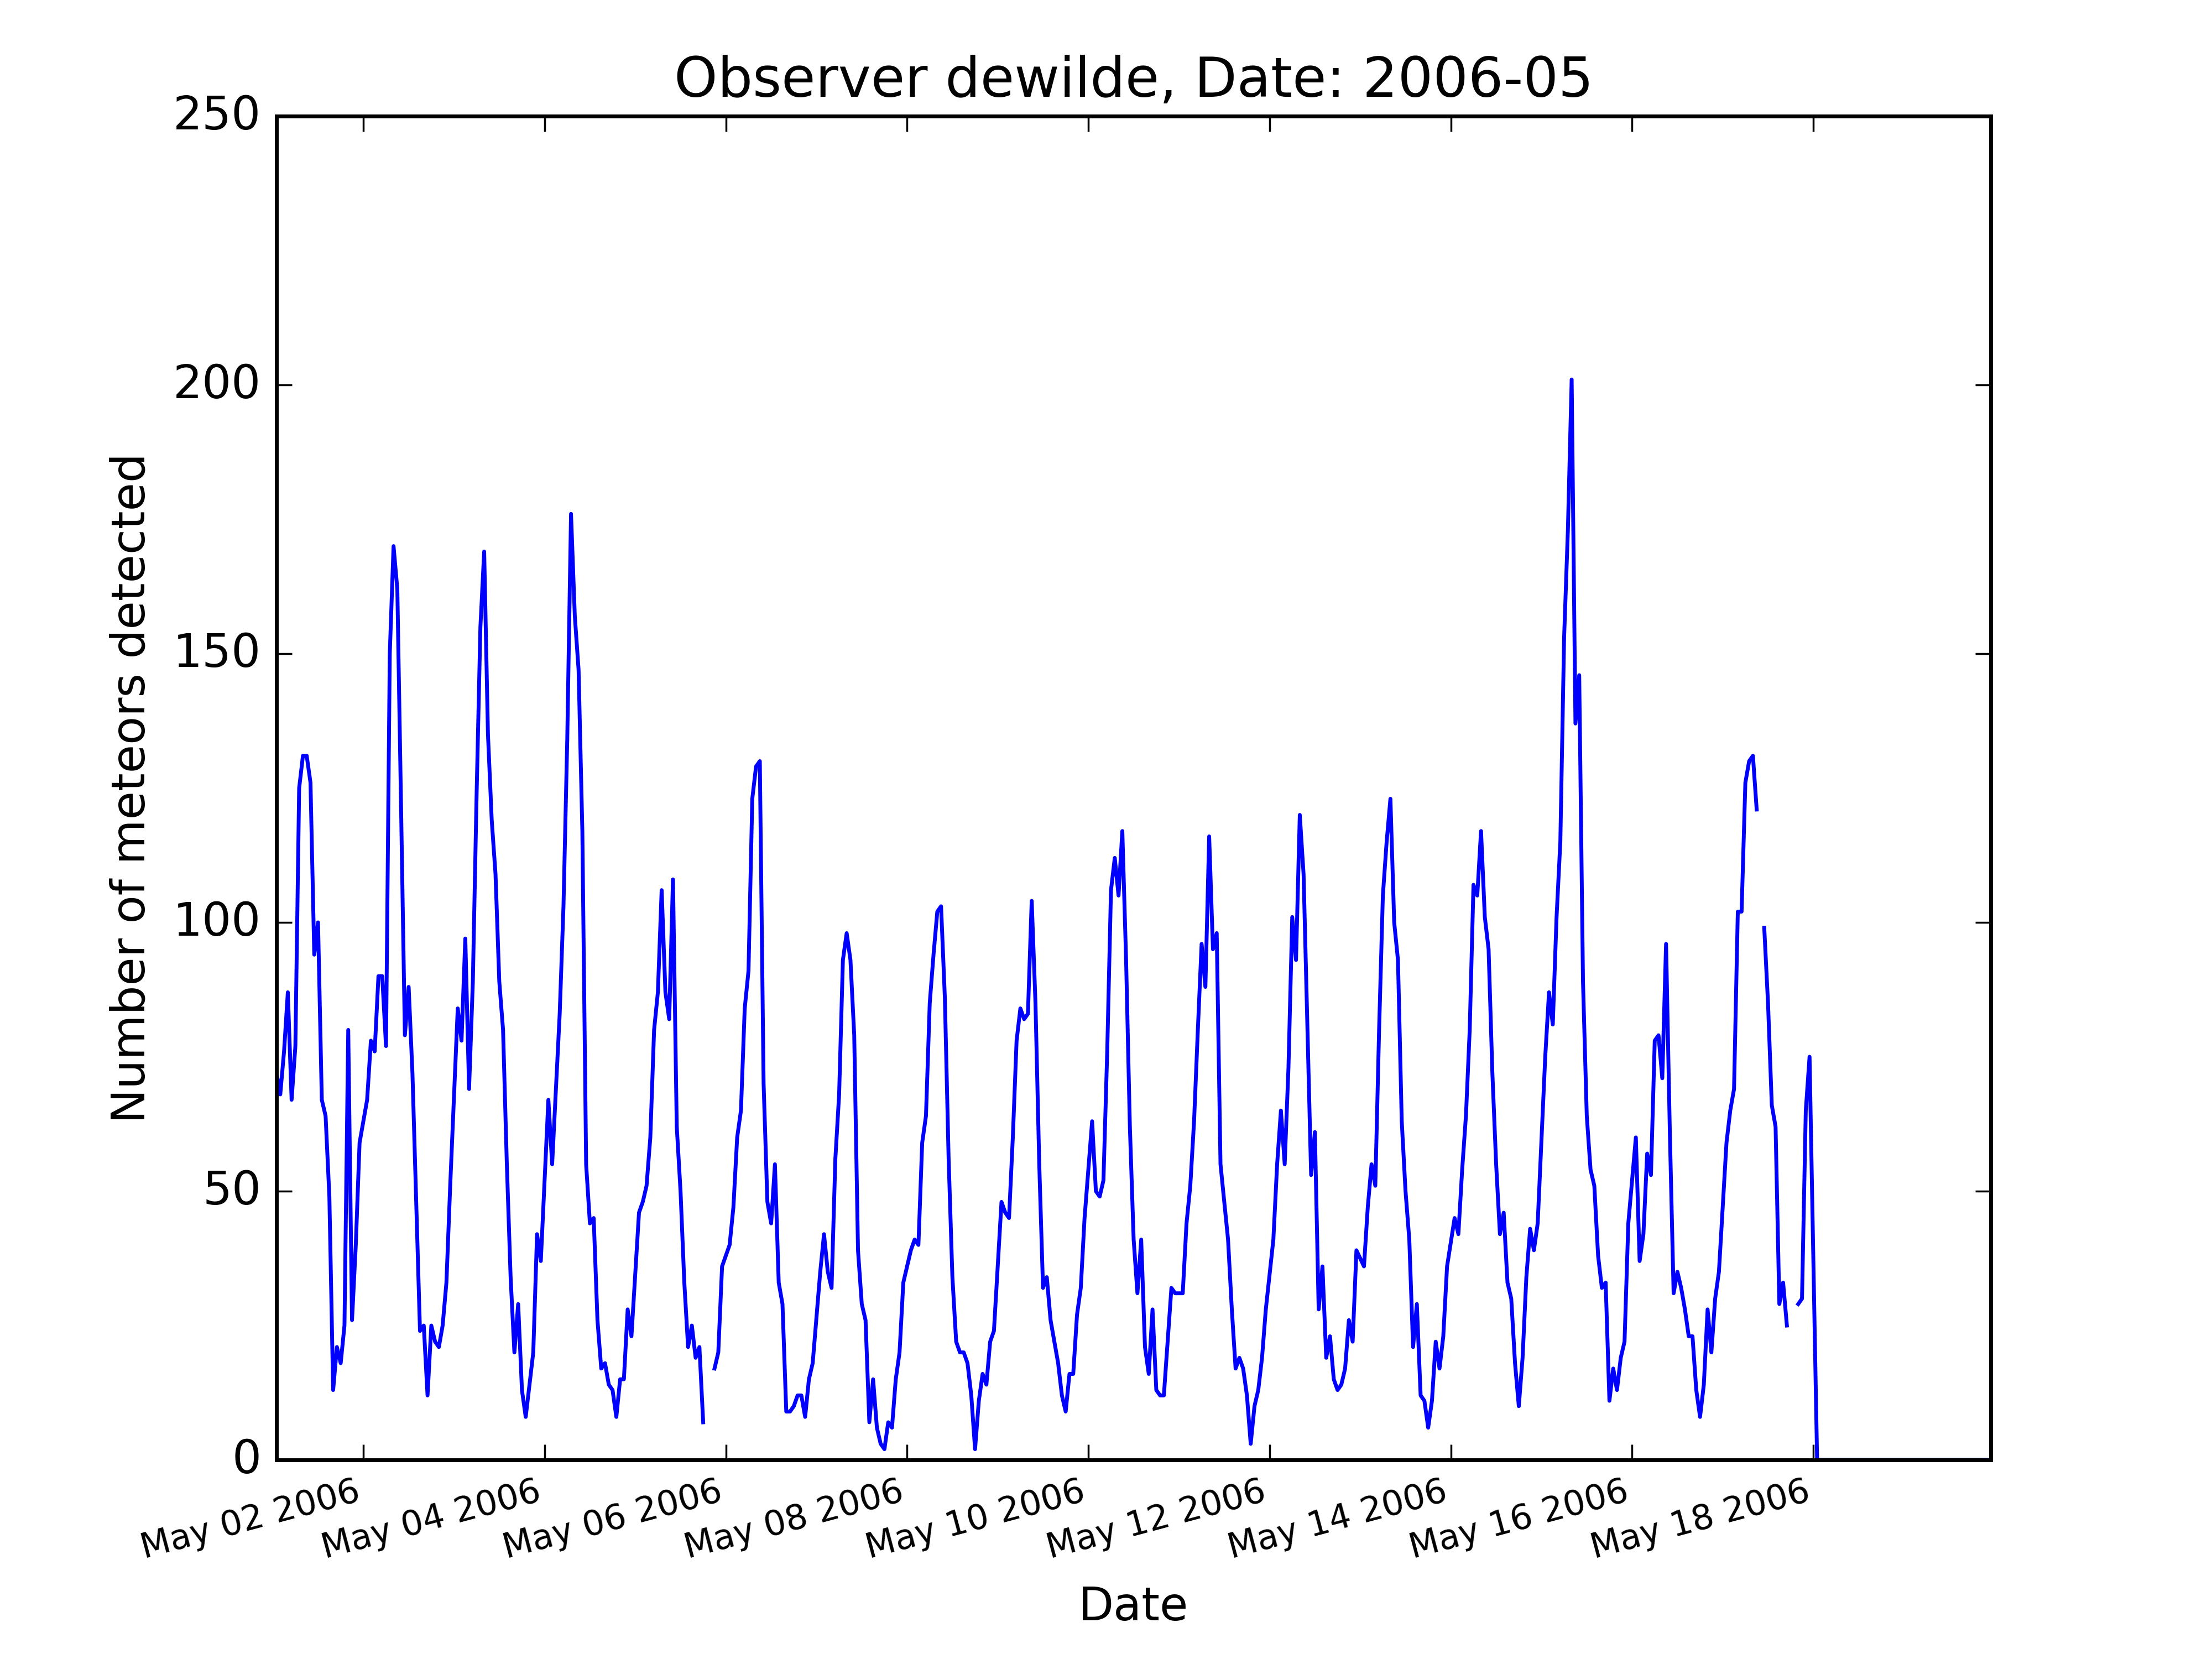 Observer dewilde, Date: 2006-05
Number of meteors detected
250
200
150
100
50
0
May 02 2006
May 04 2006
May 06 2006
May 08 2006
May 10 2006
May 12 2006
May 14 2006
May 16 2006
May 18 2006
Date